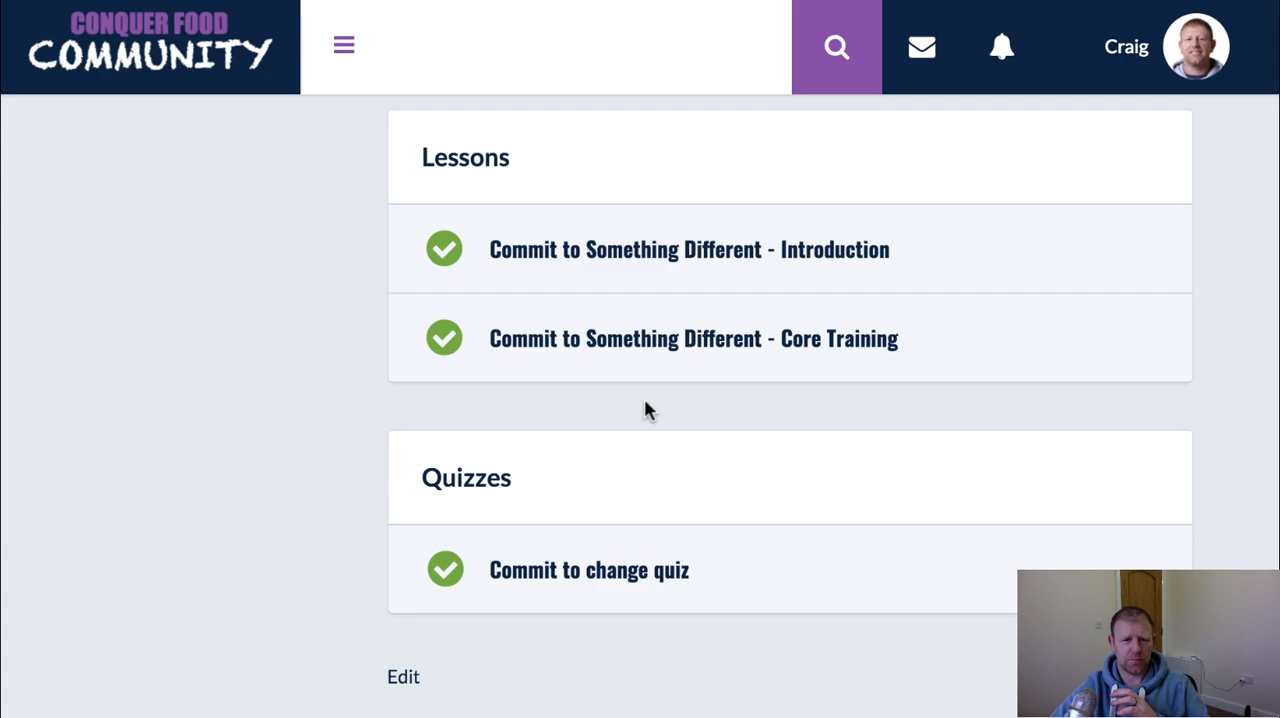 CONQUER FOOD
COMMUNITY
Craig
Lessons
Commit to Something Different - Introduction
Commit to Something Different - Core Training
Quizzes
Commit to change quiz
Edit